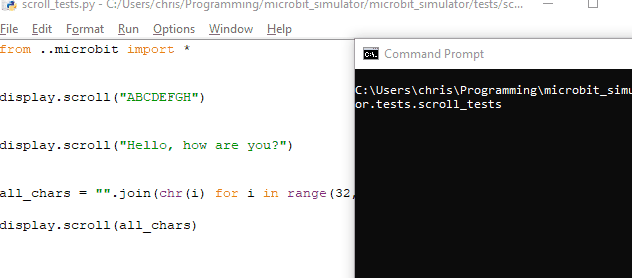 scroll_tests.py - C:/Users/chris/Programming/microbit_simulator/microbit_simulator/tests/sc...
File Edit Format Run Options Window Help
from ..microbit import *
display.scroll("ABCDEFGH")
display.scroll("Hello, how are you?")
all_chars = "".join(chr(i) for i in range(32,
display.scroll(all_chars)
Command Prompt
C:\Users\chris\Programming\microbit_simu
or.tests.scroll_tests